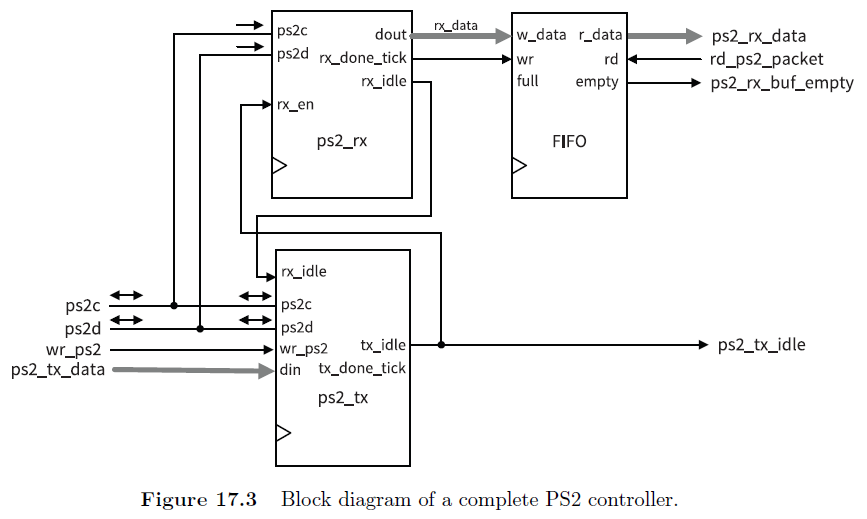 ps2c
ps2d
rx_en
dout
rx_done_tick
rx_idle
ps2_rx
rx_data
w_data
wr
full
r_data
rd
empty
FIFO
ps2_rx_data
rd_ps2_packet
ps2_rx_buf_empty
ps2c
ps2d
wr_ps2
ps2_tx_data
rx_idle
ps2c
ps2d
wr_ps2
din
tx_idle
tx_done_tick
ps2_tx
ps2_tx_idle
Figure 17.3 Block diagram of a complete PS2 controller.